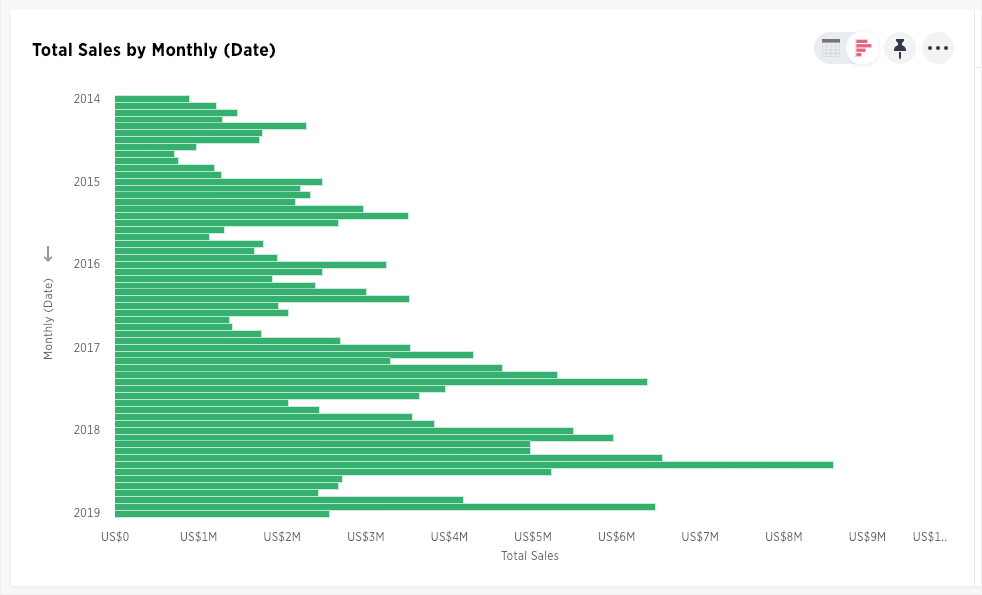 Total Sales by Monthly (Date)
2014
2015
2016
2017
2018
2019
Monthly (Date)
US$0 US$1M US$2M US$3M US$4M US$5M US$6M US$7M US$8M US$9M US$1..
Total Sales